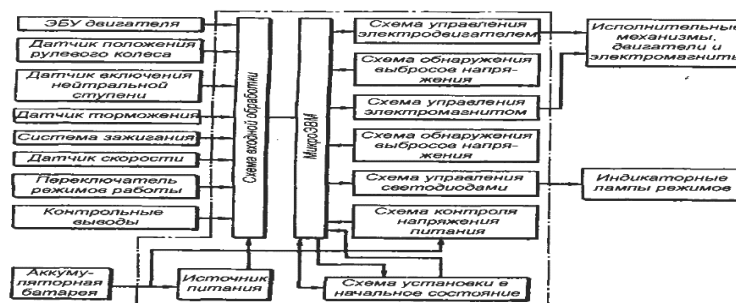 ЭБУ двигателя
Датчик положения
рулевого колеса
Датчик включения
нейтральной
ступени
Датчик торможения
Система зажигания
Датчик скорости
Переключатель
режимов работы
Контрольные
выводы
Аккуму-
ляторная
батарея
Источник
питания
Схема входной обработки
МикроЭВМ
Схема управления
электродвигателем
Схема обнаружения
выбросов напря-
жения
Схема управления
электромагнитом
Схема обнаружения
выбросов напря-
жения
Схема управления
светодиодами
Схема контроля
напряжения
питания
Схема установки в
начальное состояние
Исполнительные
механизмы,
двигатели и
электромагниты
Индикаторные
лампы режимов